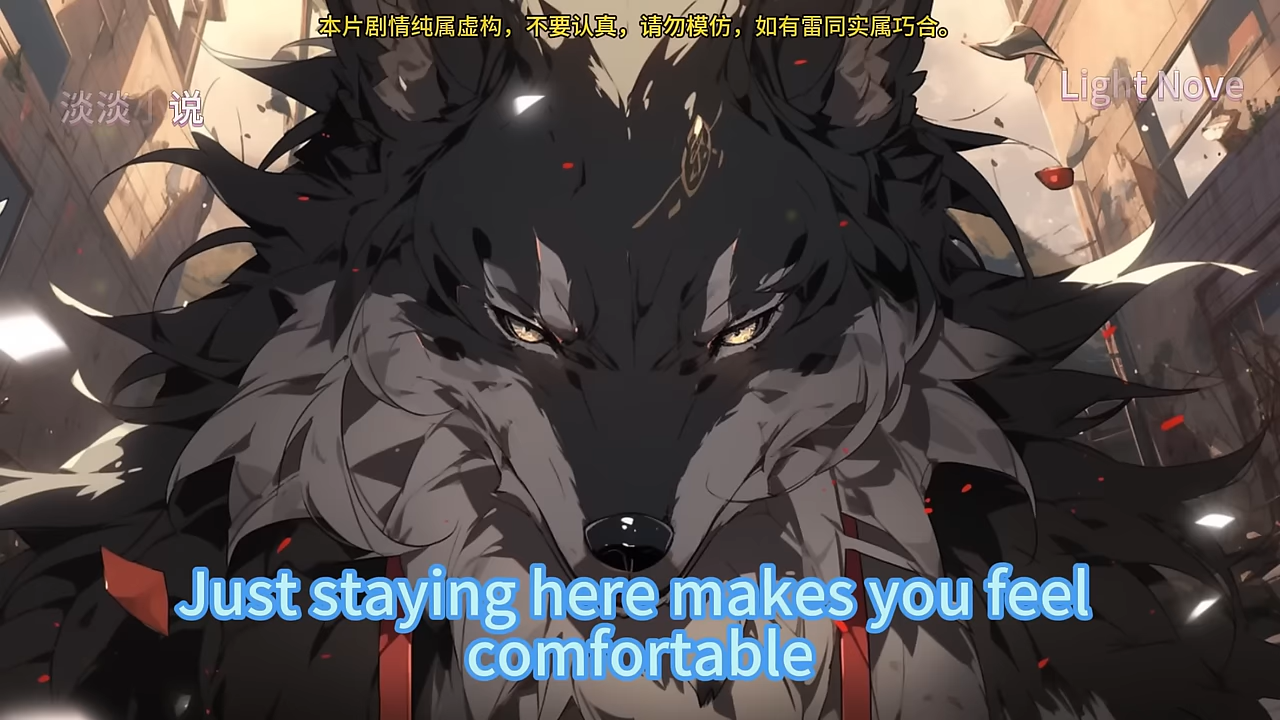 本片剧情纯属虚构，不要认真，请勿模仿，如有雷同实属巧合。
淡淡小说
Light Nove
Just staying here makes you feel
comfortable